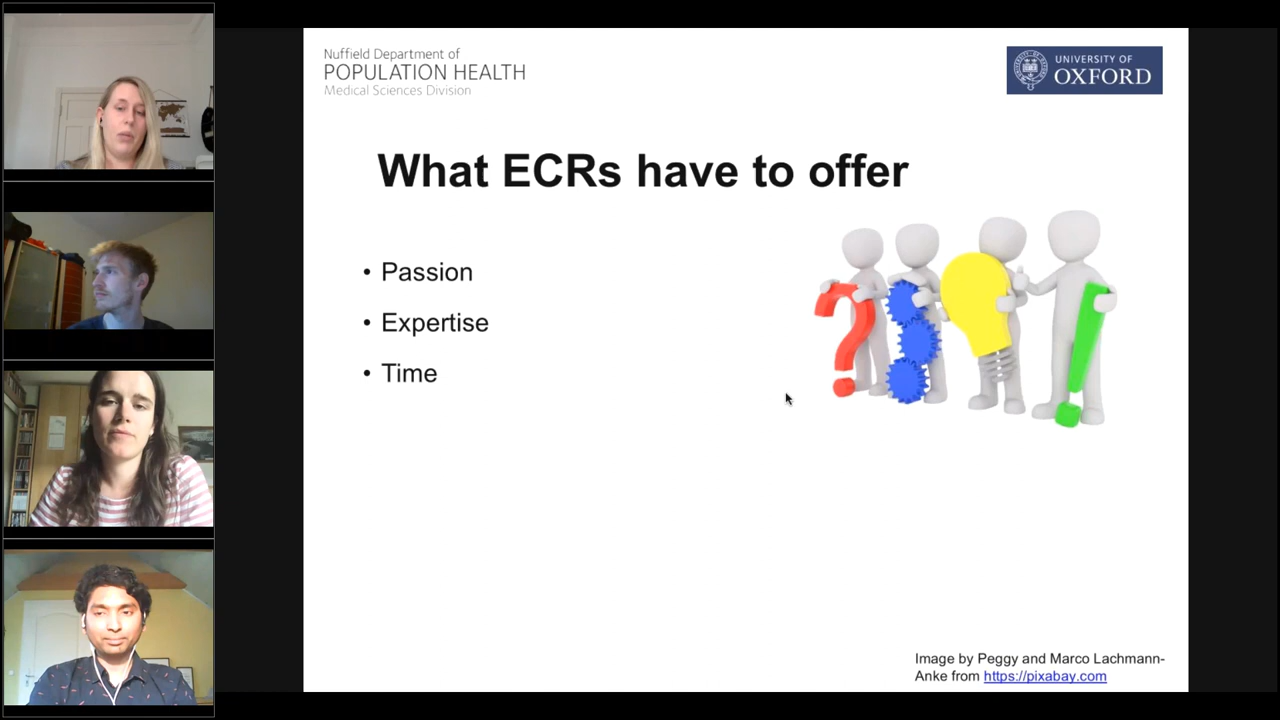 Nuffield Department of
POPULATION HEALTH
Medical Sciences Division
UNIVERSITY OF
OXFORD
What ECRs have to offer
• Passion
• Expertise
• Time
Image by Peggy and Marco Lachmann-
Anke from https://pixabay.com